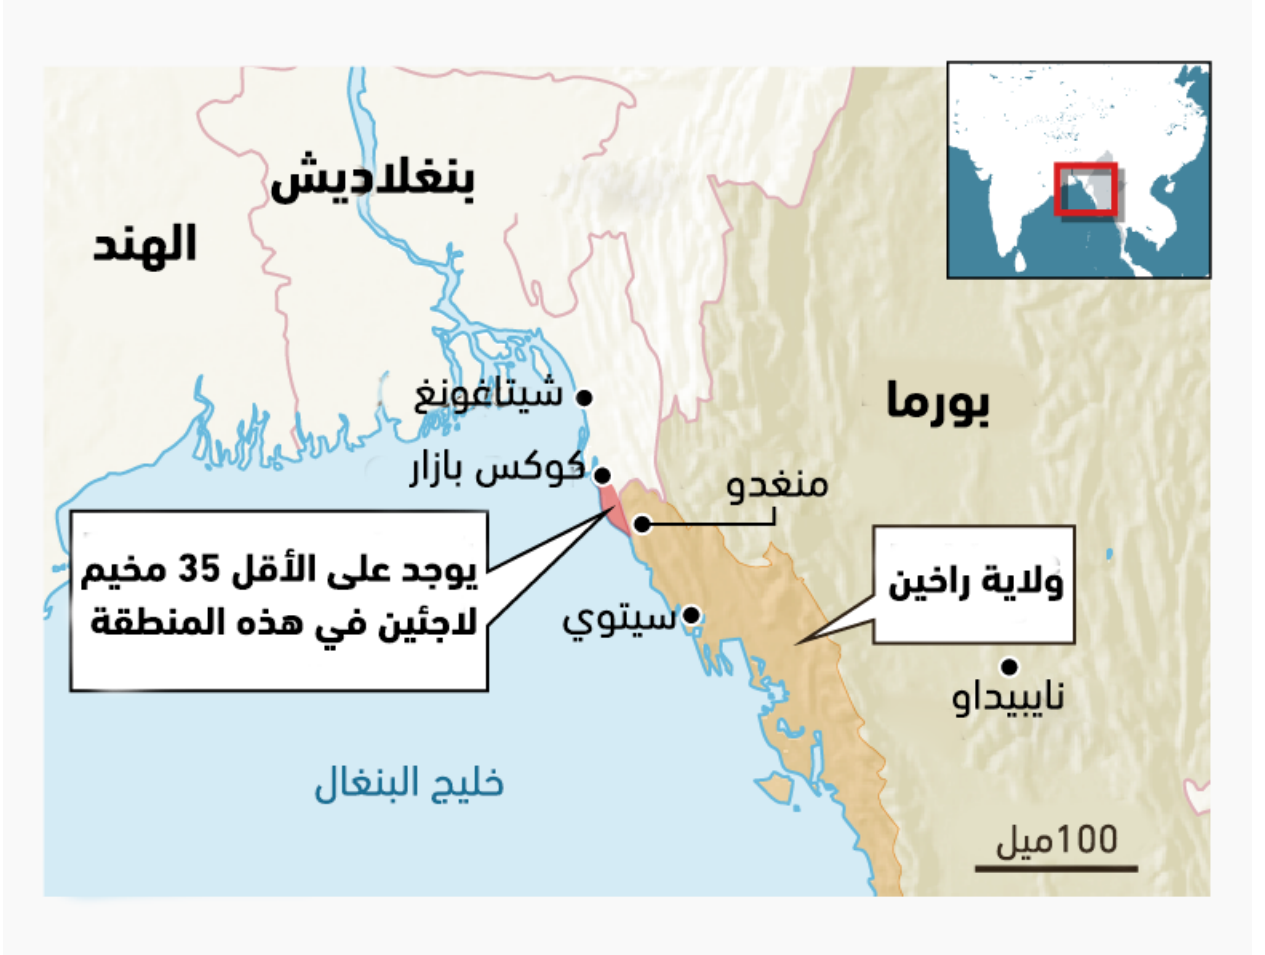 بنغلاديش
الهند
شيتاغونغ
بورما
كوكس بازار
منغدو
يوجد على الأقل 35 مخيم
لاجئين في هذه المنطقة
ولاية راخين
سيتوي
نايبيداو
خليج البنغال
100ميل